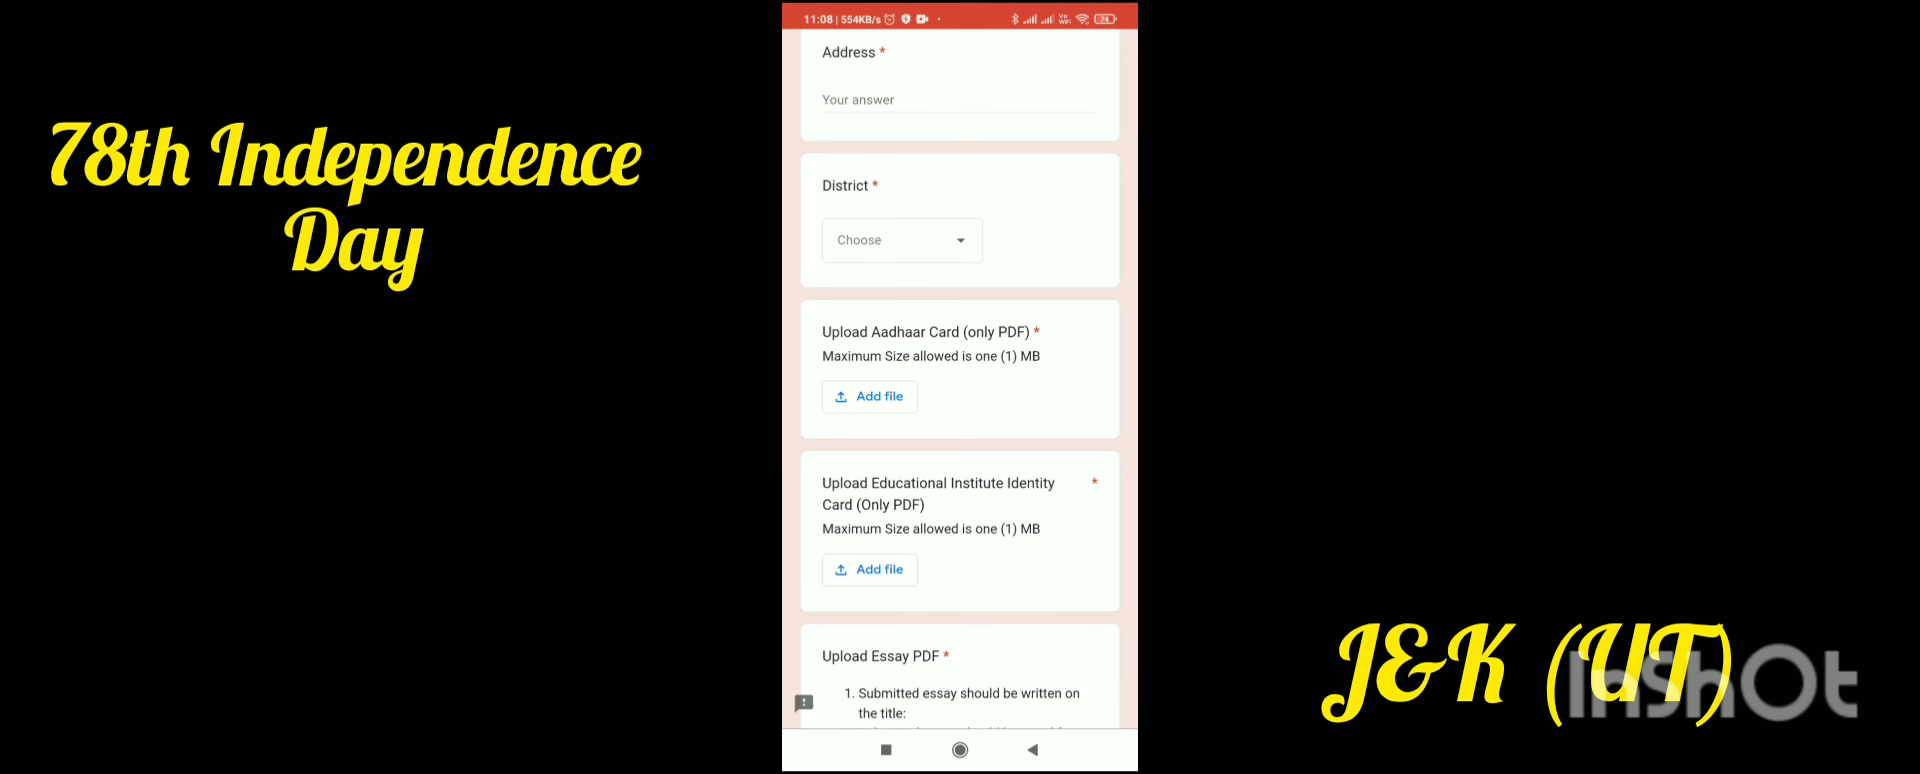 78th Independence
Day
11:08 | 554KB/s
74
Address *
Your answer
District *
Choose
Upload Aadhaar Card (only PDF) *
Maximum Size allowed is one (1) MB
Add file
Upload Educational Institute Identity *
Card (Only PDF)
Maximum Size allowed is one (1) MB
Add file
Upload Essay PDF *
1. Submitted essay should be written on
the title:
J&K (UT)
InShOt